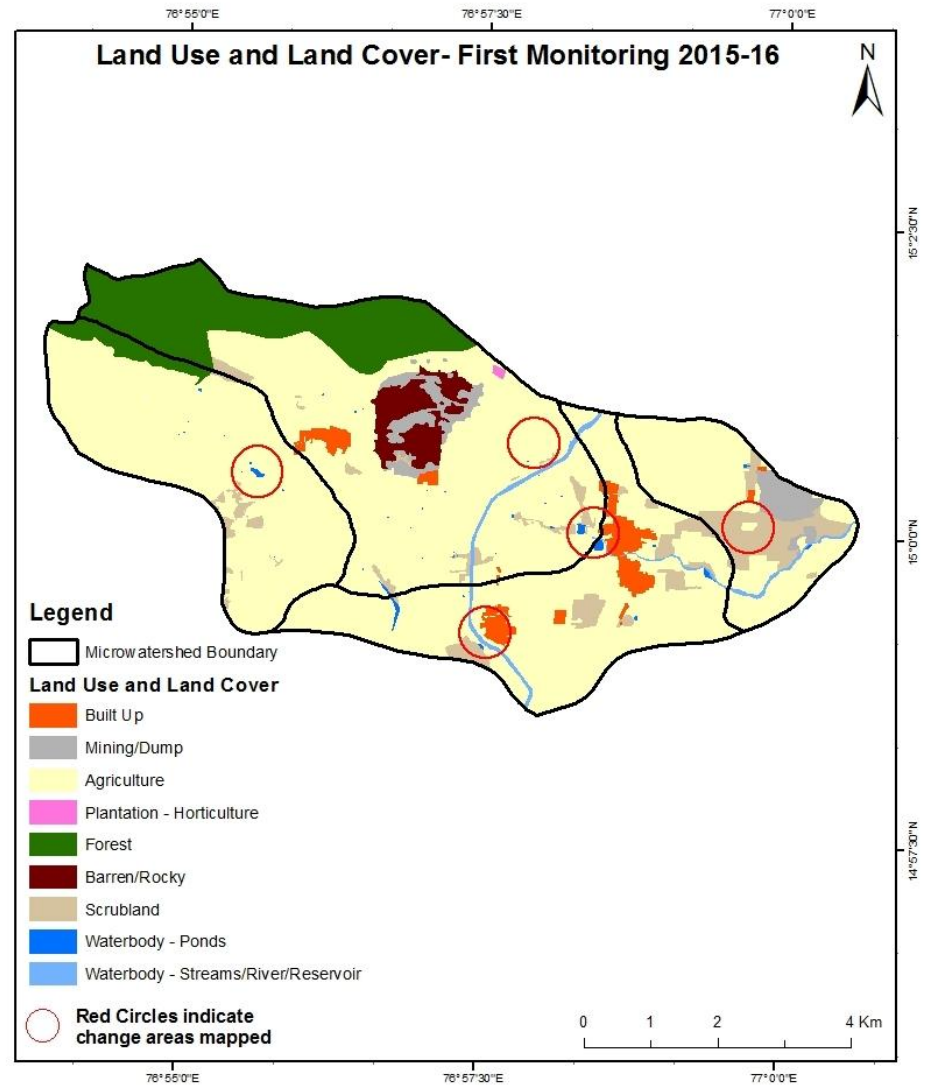 76°55'0"E 76°57'30"E 77°0'0"E
Land Use and Land Cover- First Monitoring 2015-16
N
15°2'30"N
15°0'0"N
14°57'30"N
Legend
Microwatershed Boundary
Land Use and Land Cover
Built Up
Mining/Dump
Agriculture
Plantation - Horticulture
Forest
Barren/Rocky
Scrubland
Waterbody - Ponds
Waterbody - Streams/River/Reservoir
Red Circles indicate
change areas mapped
0 1 2 4 Km
76°55'0"E 76°57'30"E 77°0'0"E